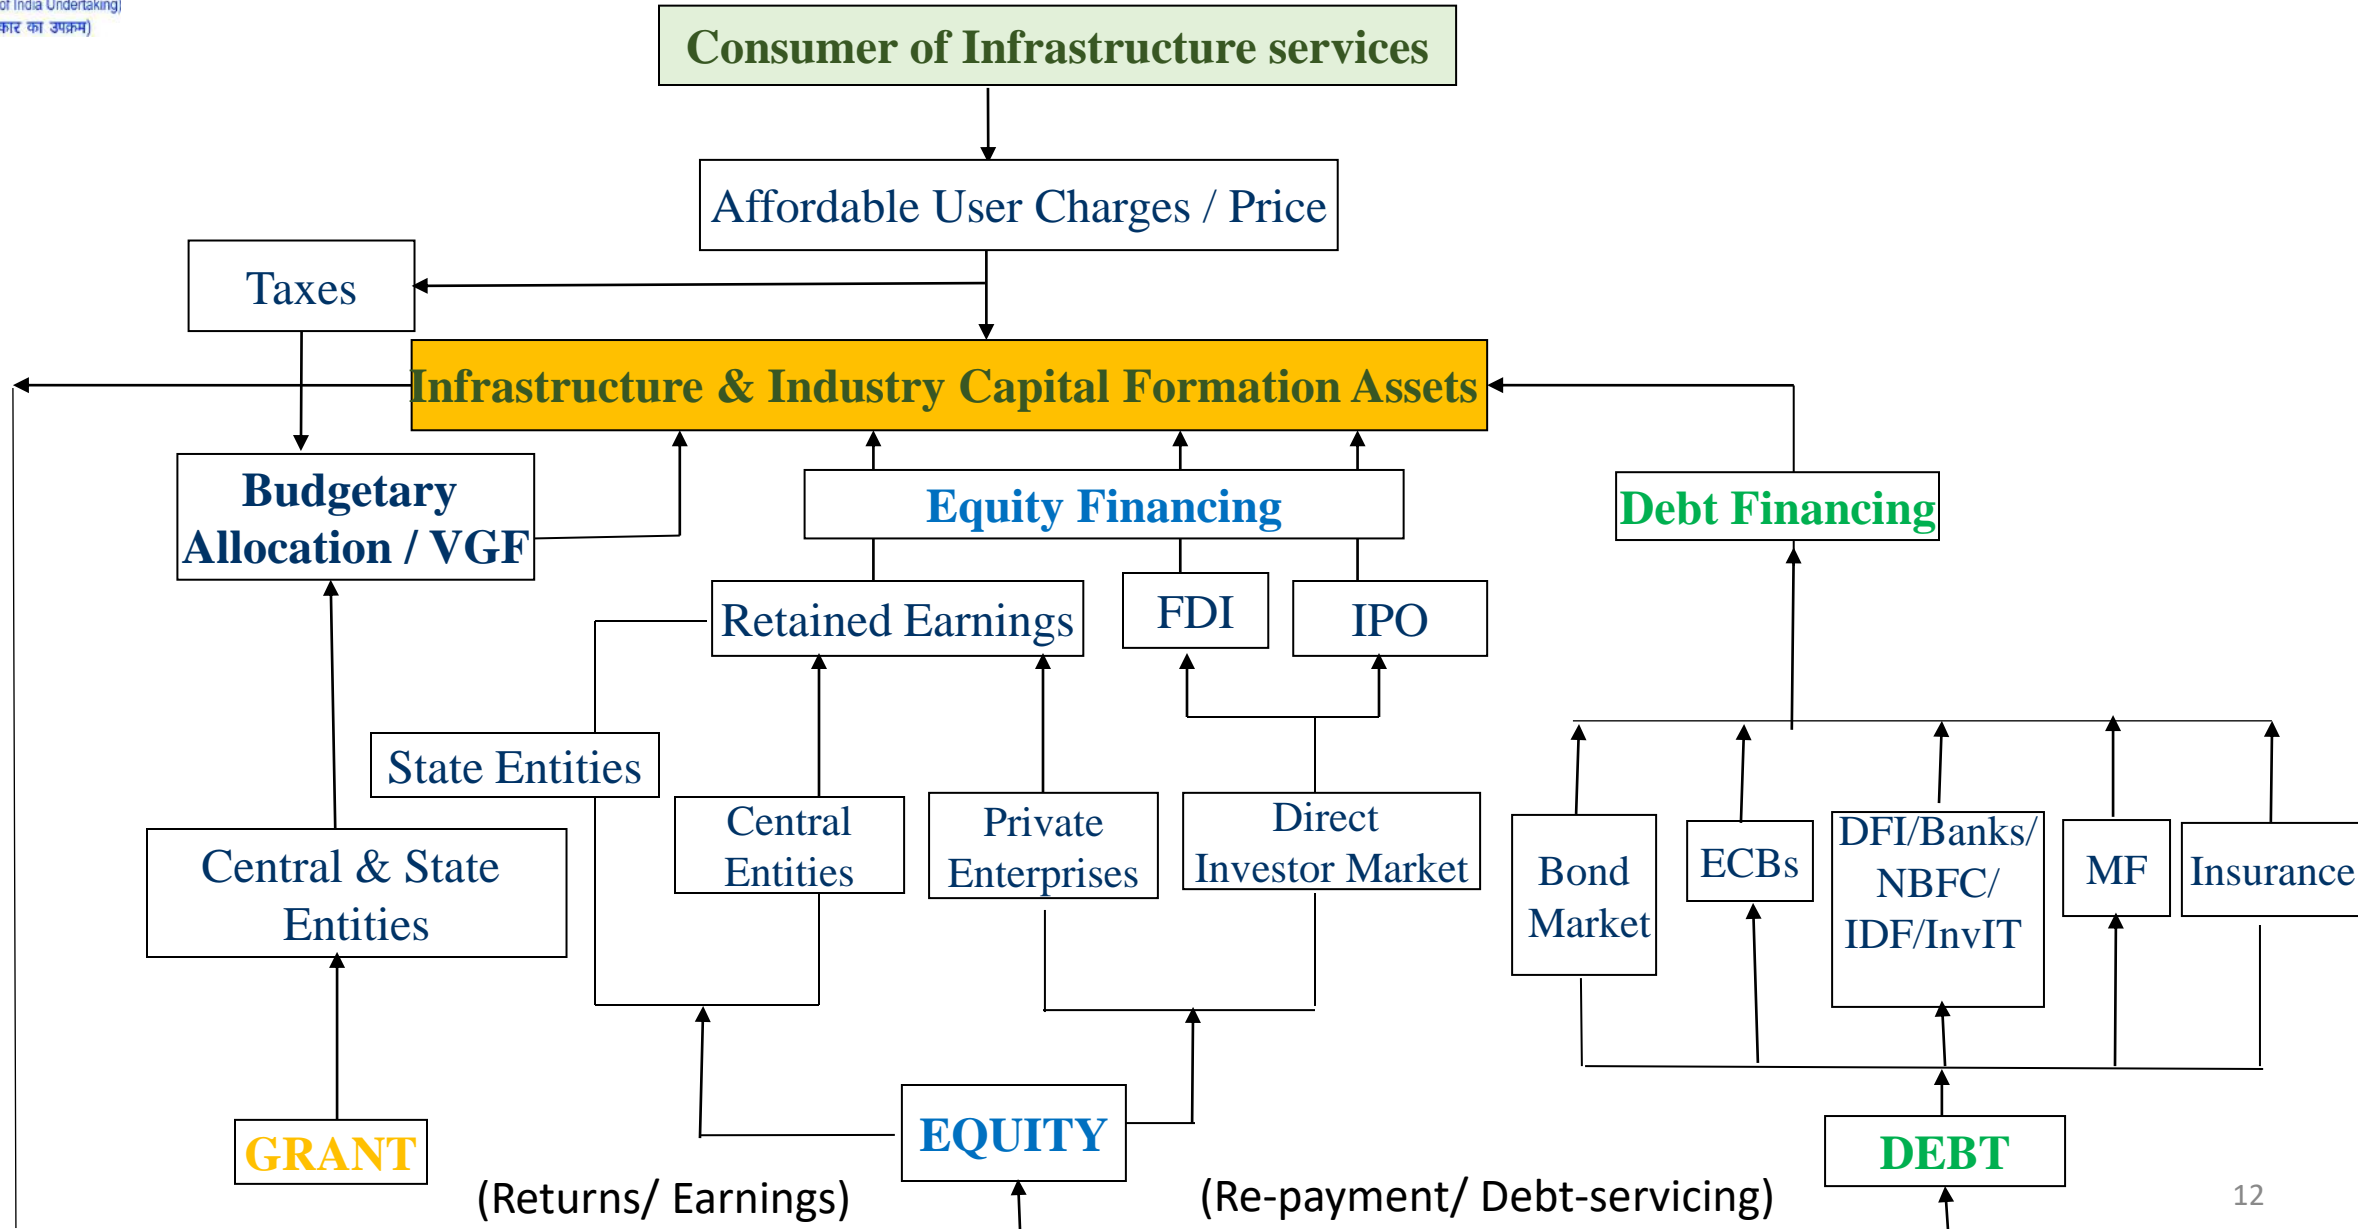 of India Undertaking)
कार का उपक्रम)
Consumer of Infrastructure services
Affordable User Charges / Price
Taxes
Infrastructure & Industry Capital Formation Assets
Budgetary
Allocation / VGF
Equity Financing
Debt Financing
Retained Earnings
FDI
IPO
State Entities
Central
Entities
Private
Enterprises
Direct
Investor Market
Central & State
Entities
Bond
Market
ECBs
DFI/Banks/
NBFC/
IDF/InvIT
MF
Insurance
GRANT
EQUITY
DEBT
(Returns/ Earnings)
(Re-payment/ Debt-servicing)
12